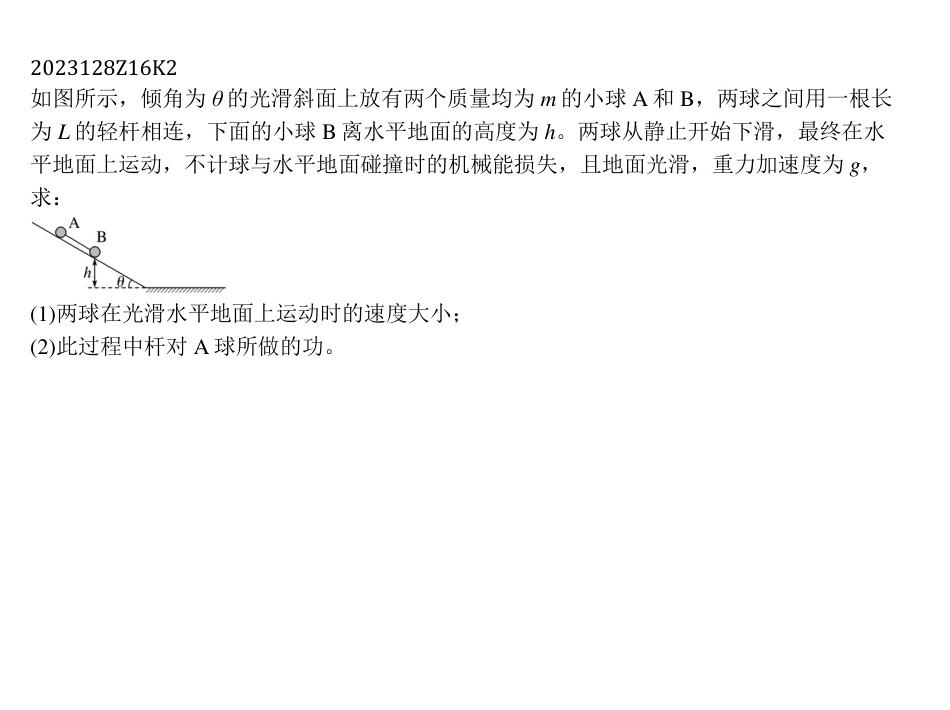 2023128Z16K2
如图所示，倾角为 θ 的光滑斜面上放有两个质量均为 m 的小球 A 和 B，两球之间用一根长
为 L 的轻杆相连，下面的小球 B 离水平地面的高度为 h。两球从静止开始下滑，最终在水
平地面上运动，不计球与水平地面碰撞时的机械能损失，且地面光滑，重力加速度为 g，
求：
A
B
h
θ
(1)两球在光滑水平地面上运动时的速度大小；
(2)此过程中杆对 A 球所做的功。